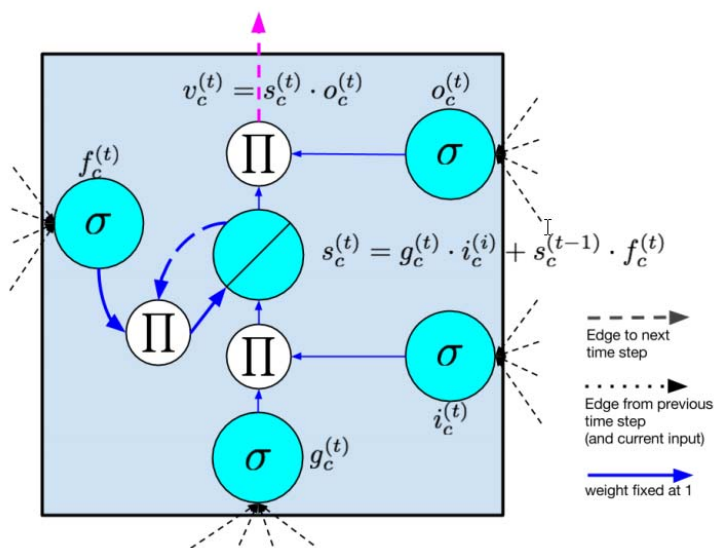 v_c^{(t)} = s_c^{(t)} · o_c^{(t)}
o_c^{(t)}
∏
σ
f_c^{(t)}
σ
s_c^{(t)} = g_c^{(t)} · i_c^{(i)} + s_c^{(t-1)} · f_c^{(t)}
∏
∏
σ
i_c^{(t)}
σ
g_c^{(t)}
Edge to next
time step
Edge from previous
time step
(and current input)
weight fixed at 1